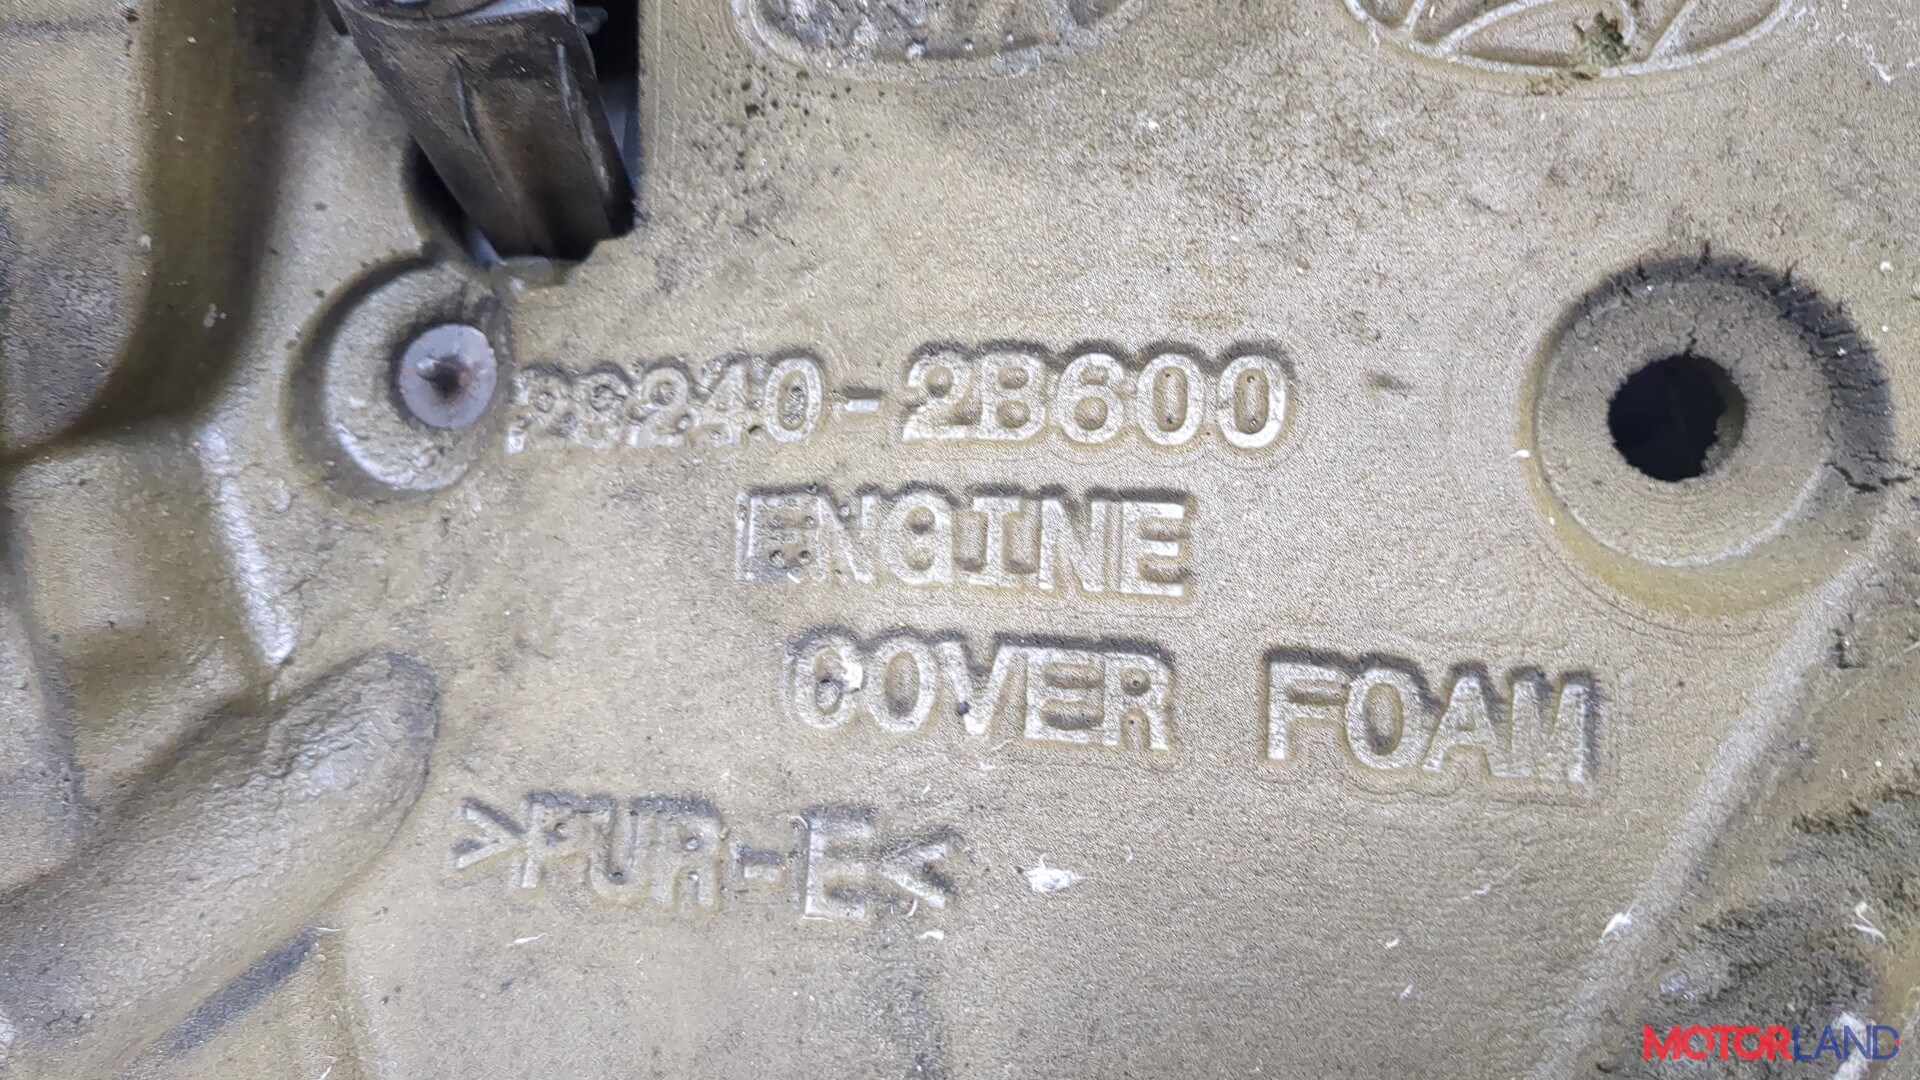 29240-2B600
ENGINE
COVER FOAM
>PUR-E<
MOTORLAND